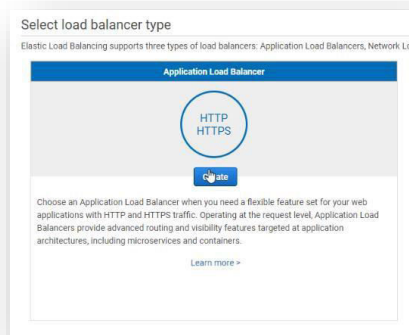 Select load balancer type
Elastic Load Balancing supports three types of load balancers: Application Load Balancers, Network
Application Load Balancer
HTTP
HTTPS
Create
Choose an Application Load Balancer when you need a flexible feature set for your web
applications with HTTP and HTTPS traffic. Operating at the request level, Application Load
Balancers provide advanced routing and visibility features targeted at application
architectures, including microservices and containers.
Learn more >